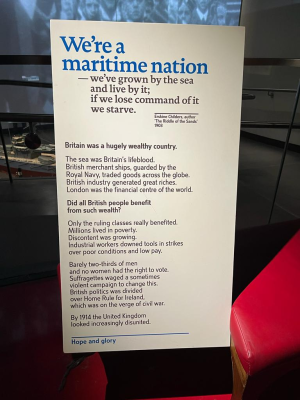 We're a
maritime nation
— we've grown by the sea
and live by it;
if we lose command of it
we starve.
Erskine Childers, author
'The Riddle of the Sands'
1903
Britain was a hugely wealthy country.
The sea was Britain's lifeblood.
British merchant ships, guarded by the
Royal Navy, traded goods across the globe.
British industry generated great riches.
London was the financial centre of the world.
Did all British people benefit
from such wealth?
Only the ruling classes really benefited.
Millions lived in poverty.
Discontent was growing.
Industrial workers downed tools in strikes
over poor conditions and low pay.
Barely two-thirds of men
and no women had the right to vote.
Suffragettes waged a sometimes
violent campaign to change this.
British politics was divided
over Home Rule for Ireland,
which was on the verge of civil war.
By 1914 the United Kingdom
looked increasingly disunited.
Hope and glory